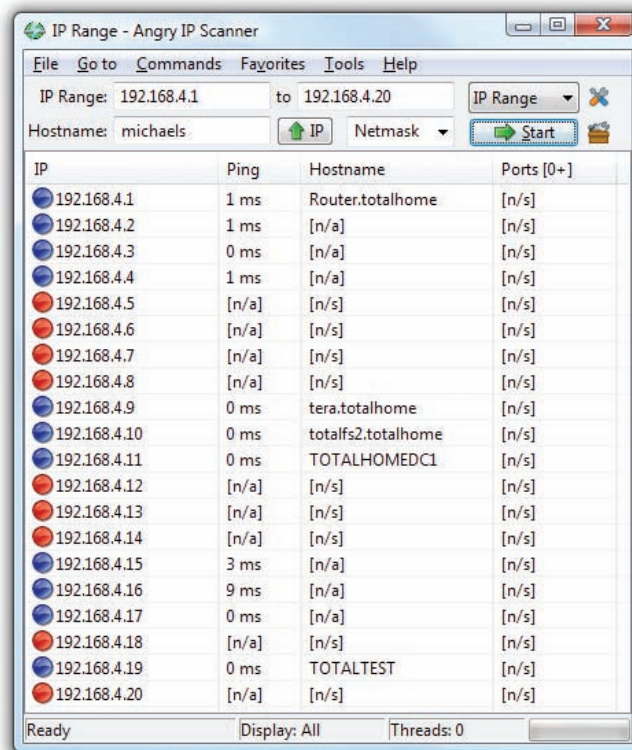 IP Range - Angry IP Scanner
File Go to Commands Favorites Tools Help
IP Range: 192.168.4.1 to 192.168.4.20 IP Range
Hostname: michaels IP Netmask Start
IP Ping Hostname Ports [0+]
192.168.4.1 1 ms Router.totalhome [n/s]
192.168.4.2 1 ms [n/a] [n/s]
192.168.4.3 0 ms [n/a] [n/s]
192.168.4.4 1 ms [n/a] [n/s]
192.168.4.5 [n/a] [n/s] [n/s]
192.168.4.6 [n/a] [n/s] [n/s]
192.168.4.7 [n/a] [n/s] [n/s]
192.168.4.8 [n/a] [n/s] [n/s]
192.168.4.9 0 ms tera.totalhome [n/s]
192.168.4.10 0 ms totalfs2.totalhome [n/s]
192.168.4.11 0 ms TOTALHOMEDC1 [n/s]
192.168.4.12 [n/a] [n/s] [n/s]
192.168.4.13 [n/a] [n/s] [n/s]
192.168.4.14 [n/a] [n/s] [n/s]
192.168.4.15 3 ms [n/a] [n/s]
192.168.4.16 9 ms [n/a] [n/s]
192.168.4.17 0 ms [n/a] [n/s]
192.168.4.18 [n/a] [n/s] [n/s]
192.168.4.19 0 ms TOTALTEST [n/s]
192.168.4.20 [n/a] [n/s] [n/s]
Ready Display: All Threads: 0